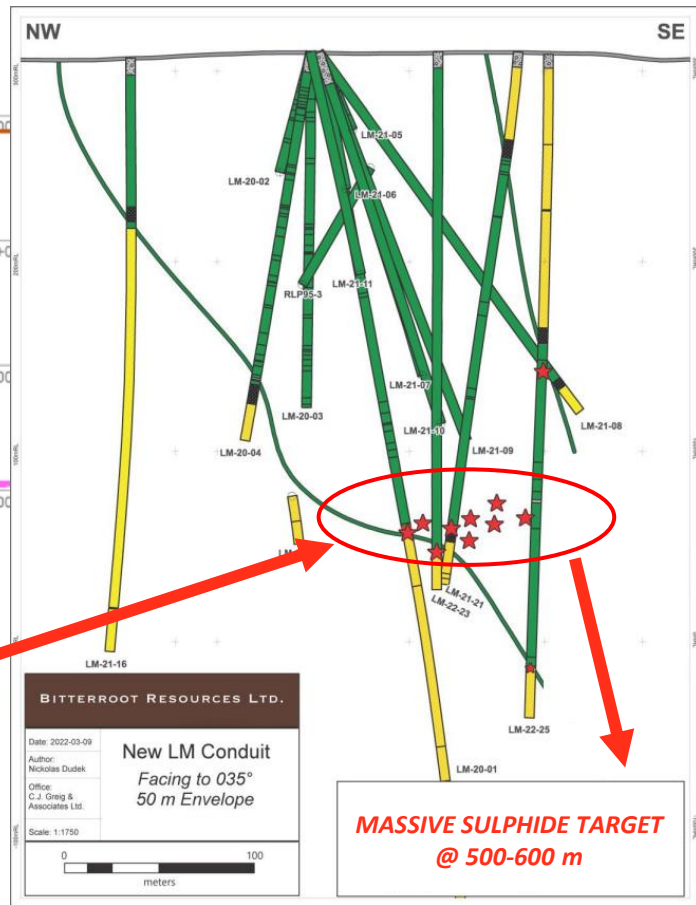 NW
SE
LM-21-05
LM-20-02
LM-21-06
RLP95-3
LM-21-11
LM-21-07
LM-20-03
LM-21-10
LM-21-08
LM-21-09
LM-20-04
LM-21-21
LM-22-23
LM-21-16
LM-22-25
LM-20-01
BITTERROOT RESOURCES LTD.
Date: 2022-03-09
Author:
Nickolas Dudek
Office:
C.J. Greig &
Associates Ltd.
Scale: 1:1750
New LM Conduit
Facing to 035°
50 m Envelope
0
100
meters
MASSIVE SULPHIDE TARGET
@ 500-600 m